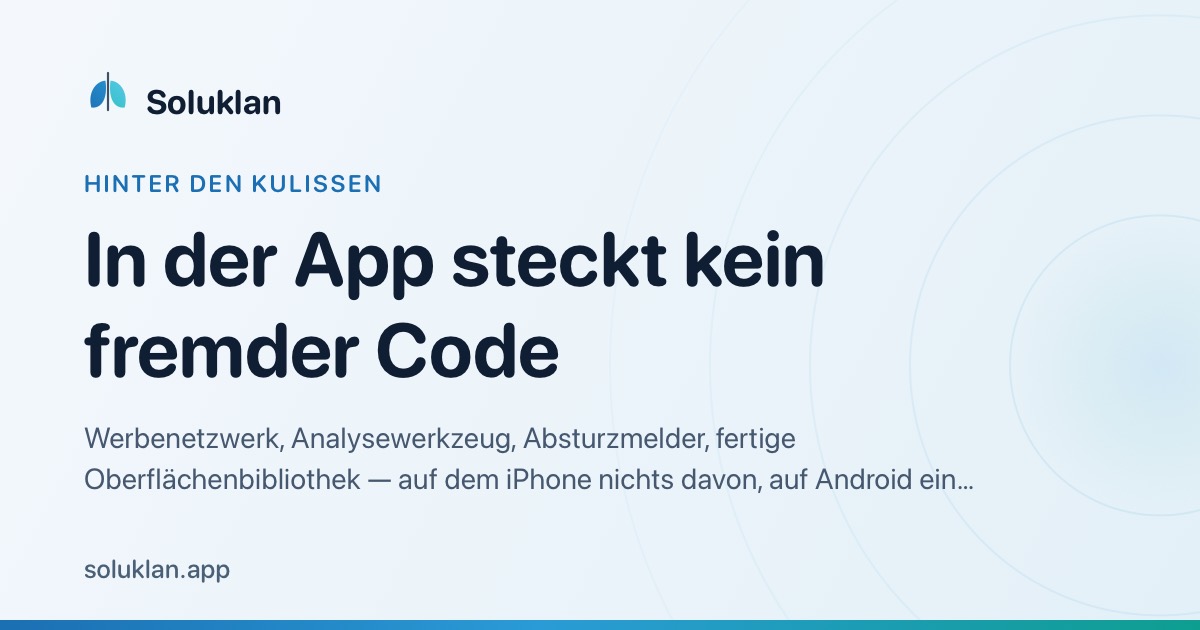 Soluklan
HINTER DEN KULISSEN
In der App steckt kein
fremder Code
Werbenetzwerk, Analysewerkzeug, Absturzmelder, fertige
Oberflächenbibliothek — auf dem iPhone nichts davon, auf Android ein…
soluklan.app